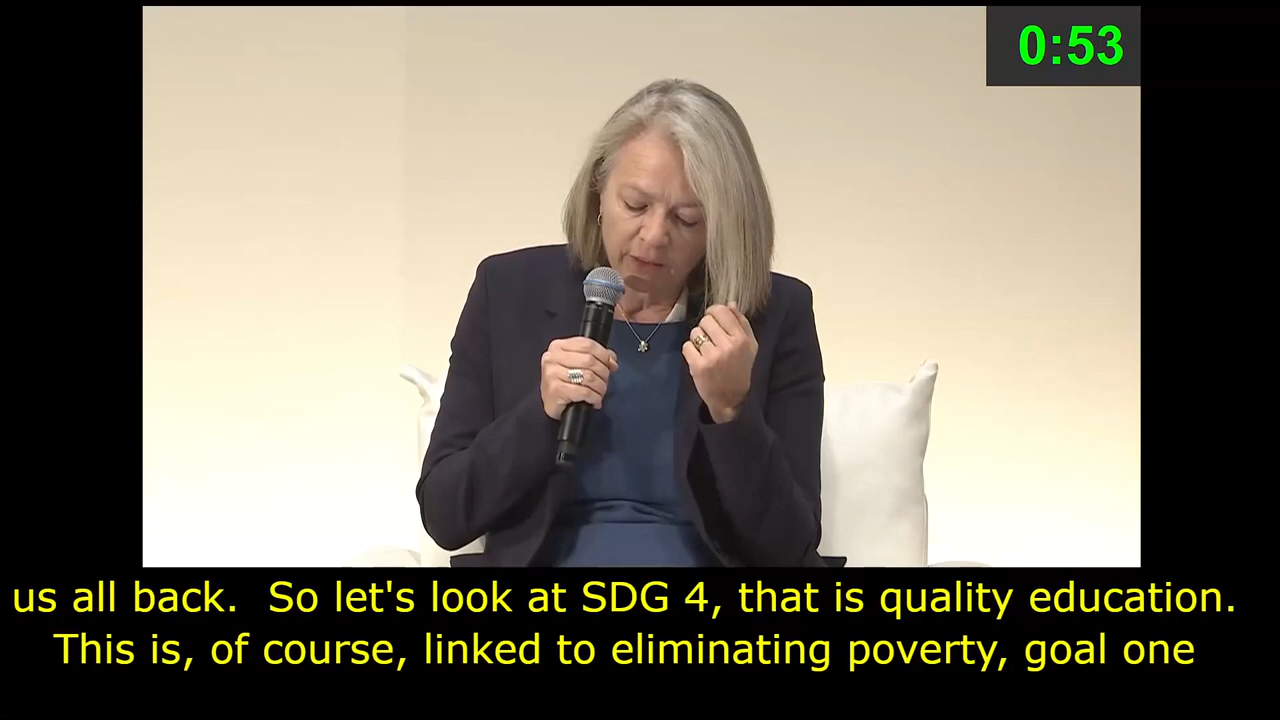 0:53
us all back.  So let's look at SDG 4, that is quality education.
This is, of course, linked to eliminating poverty, goal one